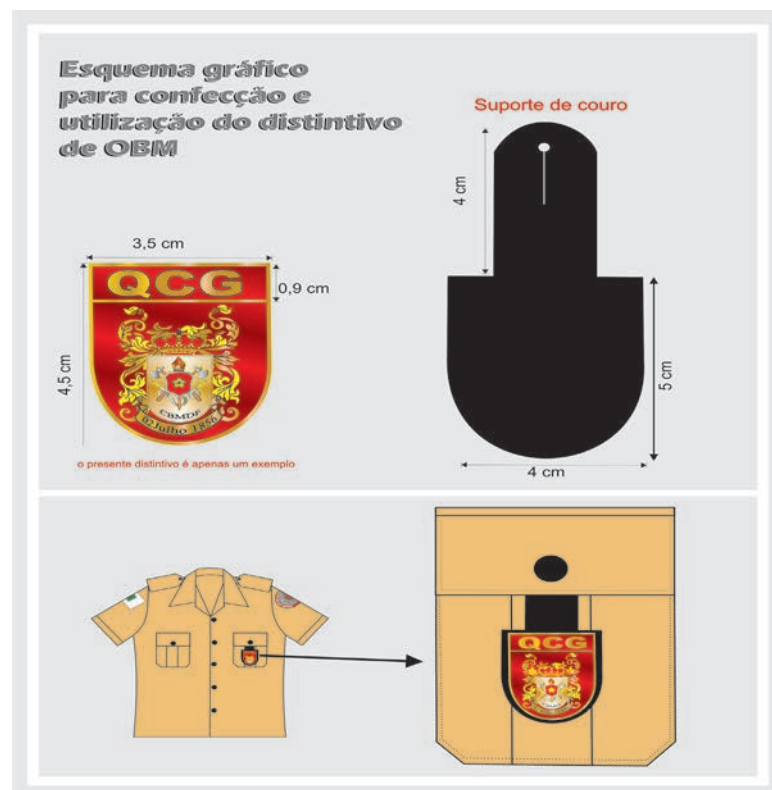 Esquema gráfico
para confecção e
utilização do distintivo
de OBM
Suporte de couro
4 cm
3,5 cm
QCG
0,9 cm
4,5 cm
CBMDF
02 Julho 1856
5 cm
o presente distintivo é apenas um exemplo
4 cm
QCG